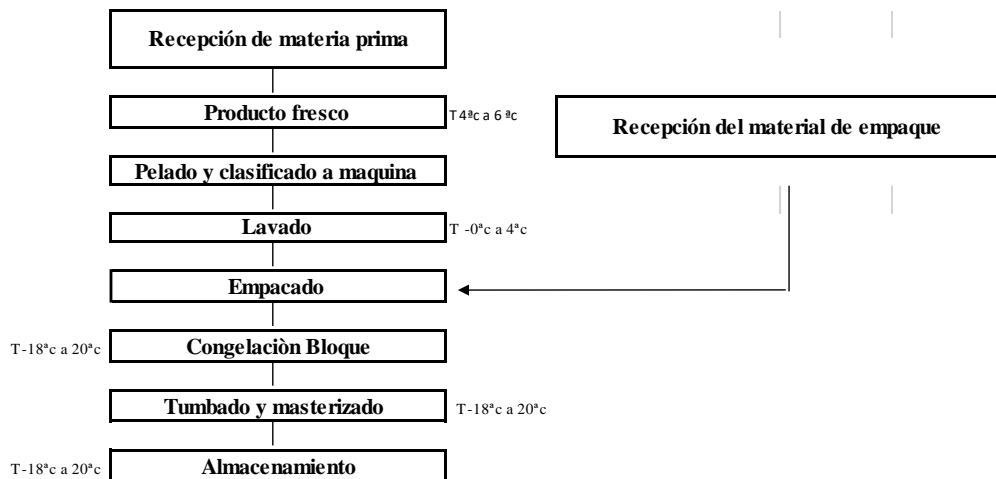 Recepción de materia prima
Producto fresco
T 4ªc a 6 ªc
Recepción del material de empaque
Pelado y clasificado a maquina
Lavado
T -0ªc a 4ªc
Empacado
T-18ªc a 20ªc
Congelaciòn Bloque
Tumbado y masterizado
T-18ªc a 20ªc
T-18ªc a 20ªc
Almacenamiento